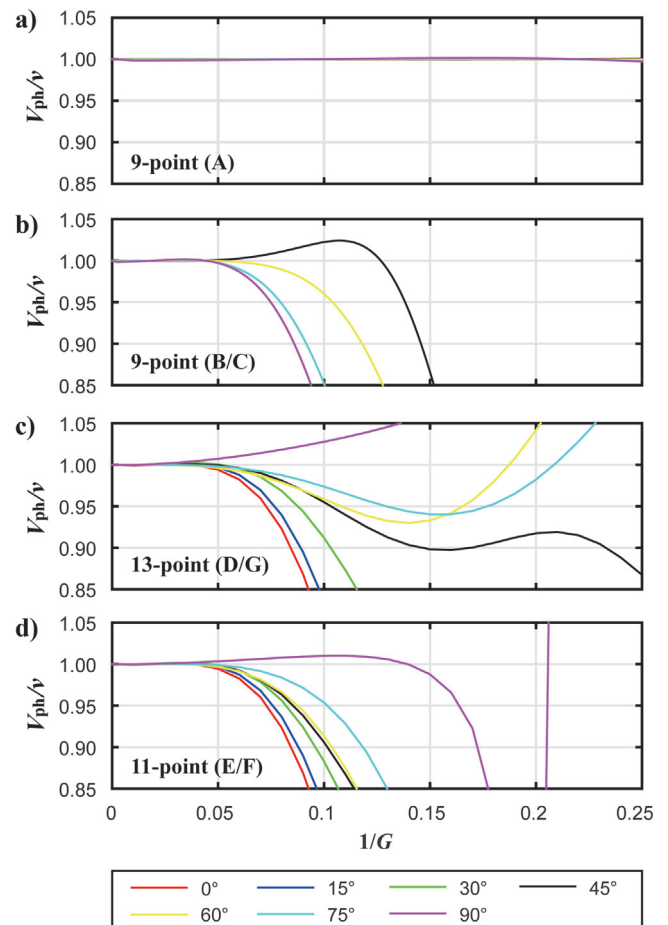 a)
1.05
1.00
0.95
0.90
0.85
Vph/v
9-point (A)
b)
1.05
1.00
0.95
0.90
0.85
Vph/v
9-point (B/C)
c)
1.05
1.00
0.95
0.90
0.85
Vph/v
13-point (D/G)
d)
1.05
1.00
0.95
0.90
0.85
Vph/v
11-point (E/F)
0 0.05 0.1 0.15 0.2 0.25
1/G
0° 15° 30° 45°
60° 75° 90°